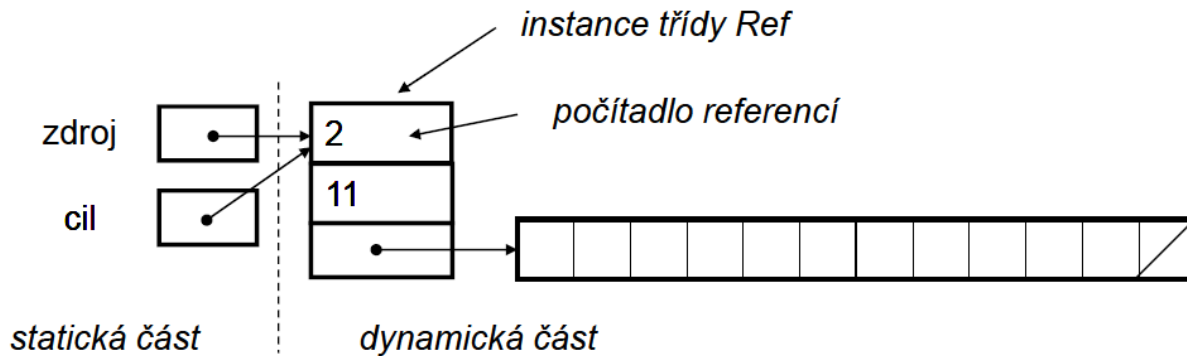 instance třídy Ref
zdroj
2
počítadlo referencí
11
cil
statická část
dynamická část